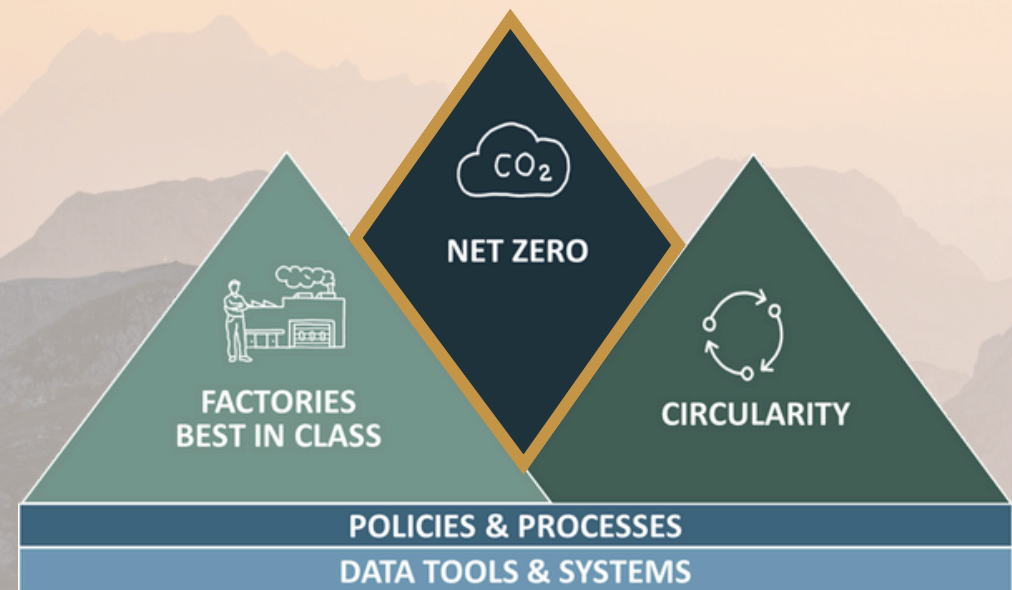 CO₂
NET ZERO
FACTORIES
BEST IN CLASS
CIRCULARITY
POLICIES & PROCESSES
DATA TOOLS & SYSTEMS